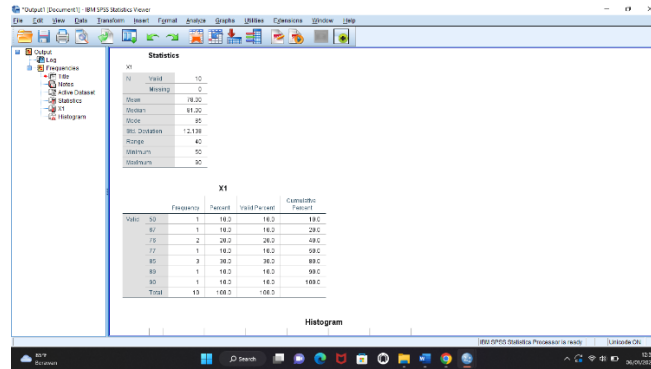 *Output1 [Document1] - IBM SPSS Statistics Viewer
File Edit View Data Transform Insert Format Analyze Graphs Utilities Extensions Window Help
Output
Log
Frequencies
Title
Notes
Active Dataset
Statistics
X1
Histogram
Statistics
X1
N Valid 10
Missing 0
Mean 78.00
Median 81.00
Mode 85
Std. Deviation 12.138
Range 40
Minimum 50
Maximum 90
X1
Frequency Percent Valid Percent Cumulative Percent
Valid 50 1 10.0 10.0 10.0
67 1 10.0 10.0 20.0
76 2 20.0 20.0 40.0
77 1 10.0 10.0 50.0
85 3 30.0 30.0 80.0
89 1 10.0 10.0 90.0
90 1 10.0 10.0 100.0
Total 10 100.0 100.0
Histogram
IBM SPSS Statistics Processor is ready Unicode:ON
Berawan
Search